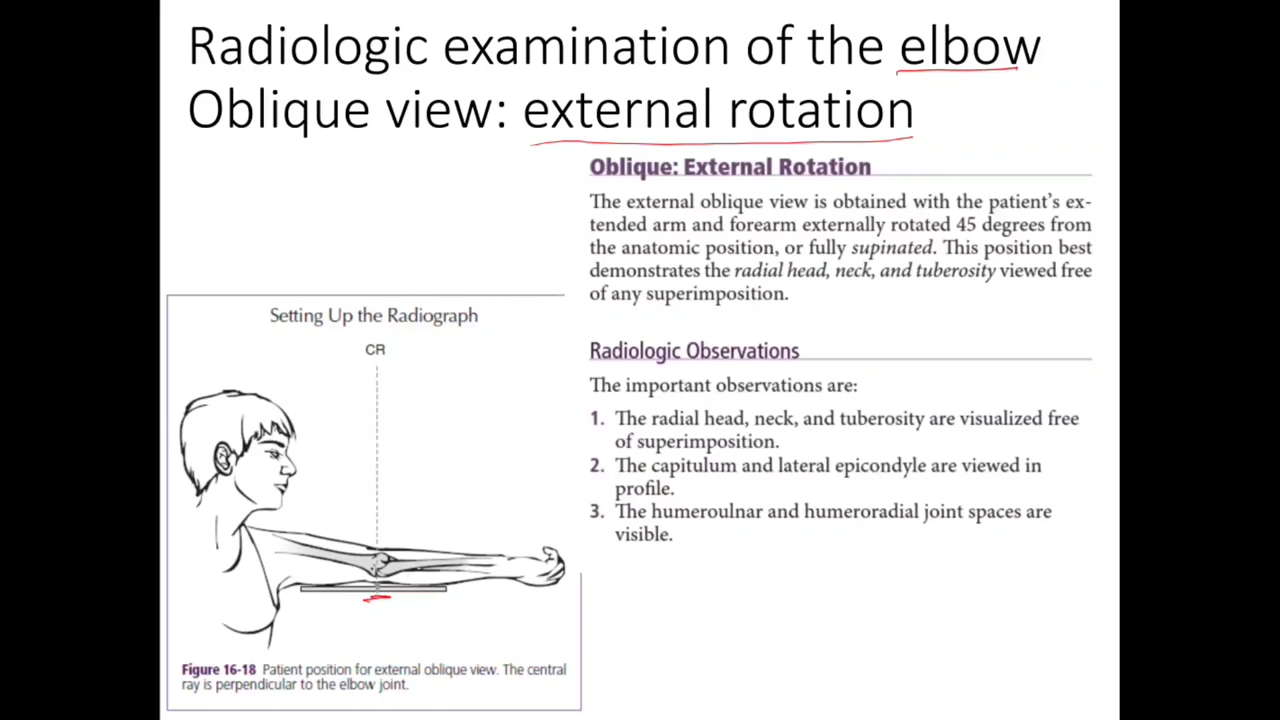 Radiologic examination of the elbow
Oblique view: external rotation
Oblique: External Rotation
The external oblique view is obtained with the patient's ex-
tended arm and forearm externally rotated 45 degrees from
the anatomic position, or fully supinated. This position best
demonstrates the radial head, neck, and tuberosity viewed free
of any superimposition.
Setting Up the Radiograph
CR
Radiologic Observations
The important observations are:
1. The radial head, neck, and tuberosity are visualized free
of superimposition.
2. The capitulum and lateral epicondyle are viewed in
profile.
3. The humeroulnar and humeroradial joint spaces are
visible.
Figure 16-18 Patient position for external oblique view. The central
ray is perpendicular to the elbow joint.